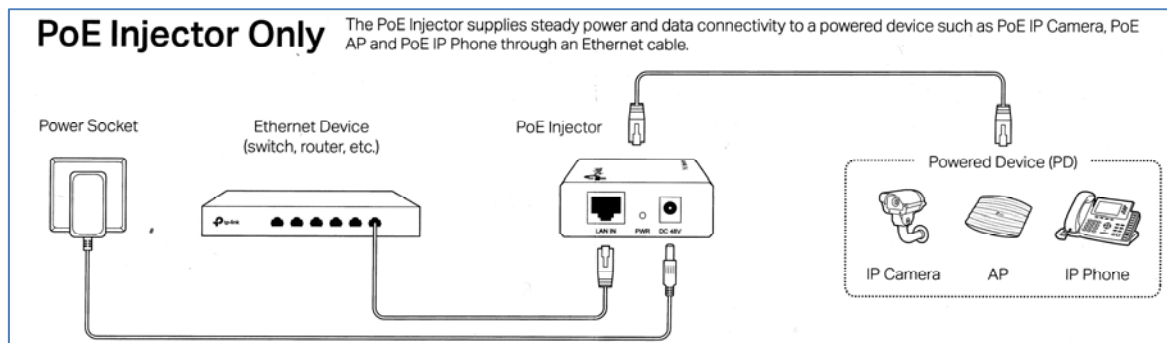 PoE Injector Only
The PoE Injector supplies steady power and data connectivity to a powered device such as PoE IP Camera, PoE
AP and PoE IP Phone through an Ethernet cable.
Power Socket
Ethernet Device
(switch, router, etc.)
PoE Injector
Powered Device (PD)
tp-link
LAN IN
PWR
DC 48V
IP Camera
AP
IP Phone